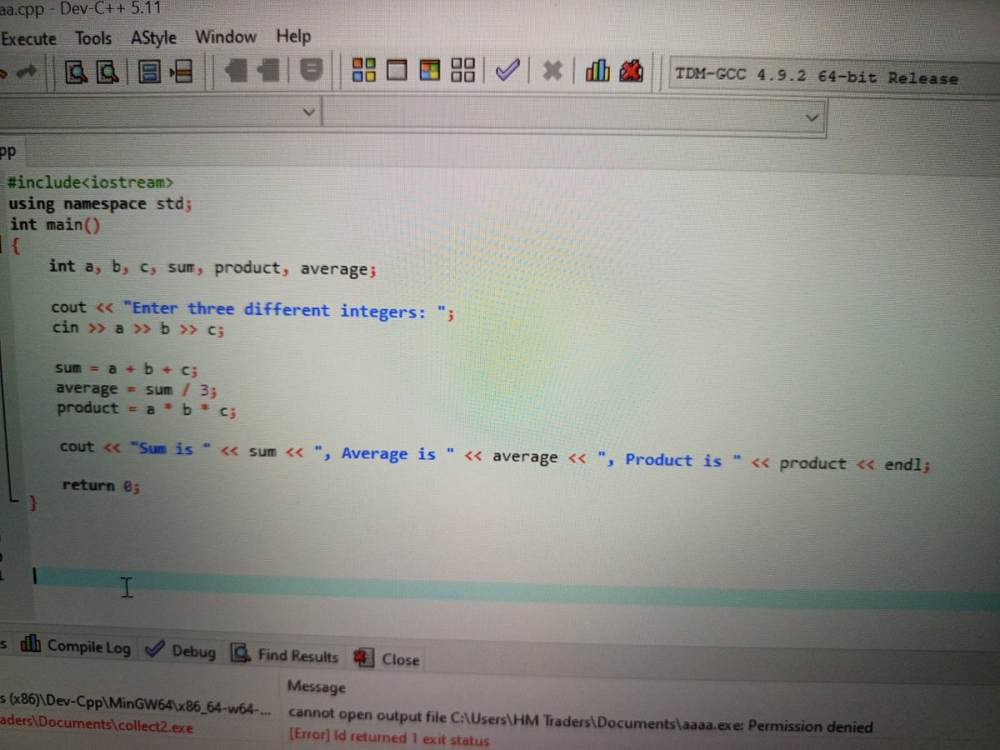 aa.cpp - Dev-C++ 5.11
Execute Tools AStyle Window Help
TDM-GCC 4.9.2 64-bit Release
pp
#include<iostream>
using namespace std;
int main()
{
int a, b, c, sum, product, average;
cout << "Enter three different integers: ";
cin >> a >> b >> c;
sum = a + b + c;
average = sum / 3;
product = a * b * c;
cout << "Sum is " << sum << ", Average is " << average << ", Product is " << product << endl;
return 0;
}
s Compile Log Debug Find Results Close
Message
s (x86)\Dev-Cpp\MinGW64\x86_64-w64-... cannot open output file C:\Users\HM Traders\Documents\aaaa.exe: Permission denied
aders\Documents\collect2.exe [Error] ld returned 1 exit status